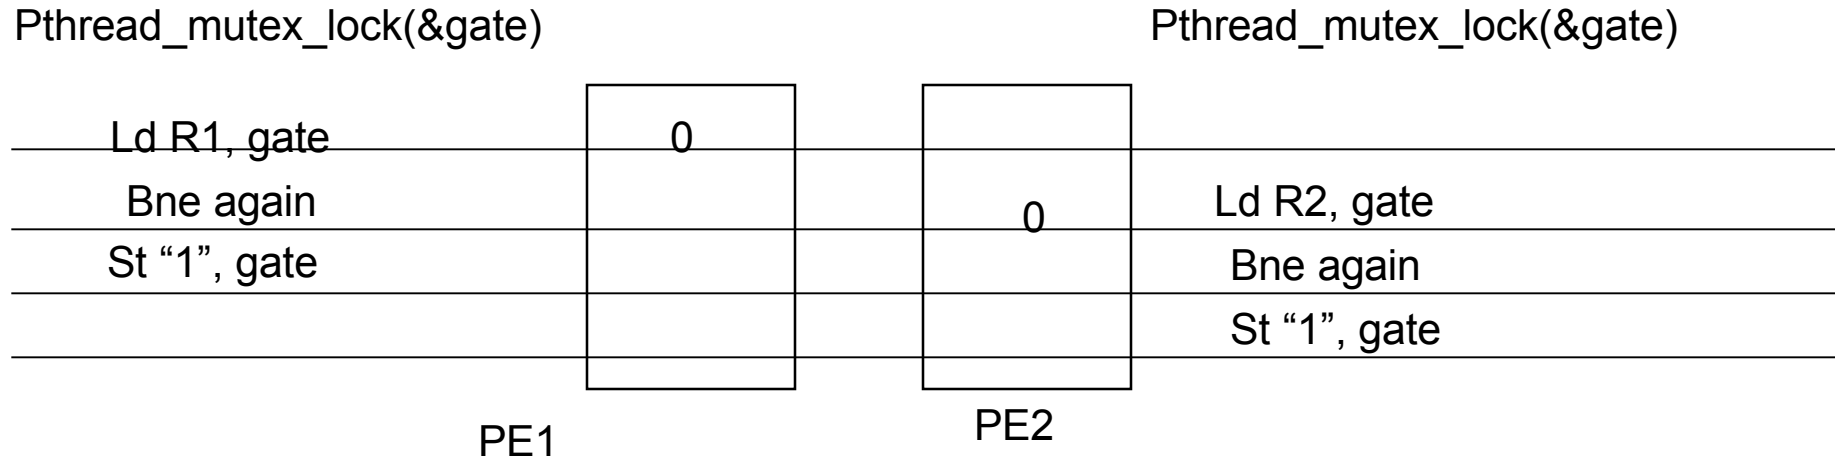 Pthread_mutex_lock(&gate)
Pthread_mutex_lock(&gate)
Ld R1, gate
0
Bne again
0
Ld R2, gate
St “1”, gate
Bne again
St “1”, gate
PE1
PE2